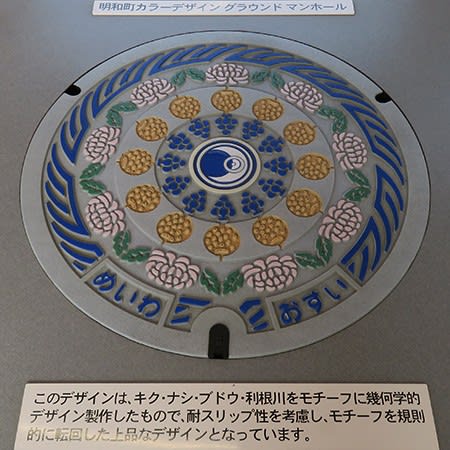 明和町カラーデザイン グラウンド マンホール
めいわ
おすい
このデザインは、キク・ナシ・ブドウ・利根川をモチーフに幾何学的
デザイン製作したもので、耐スリップ性を考慮し、モチーフを規則
的に転回した上品なデザインとなっています。